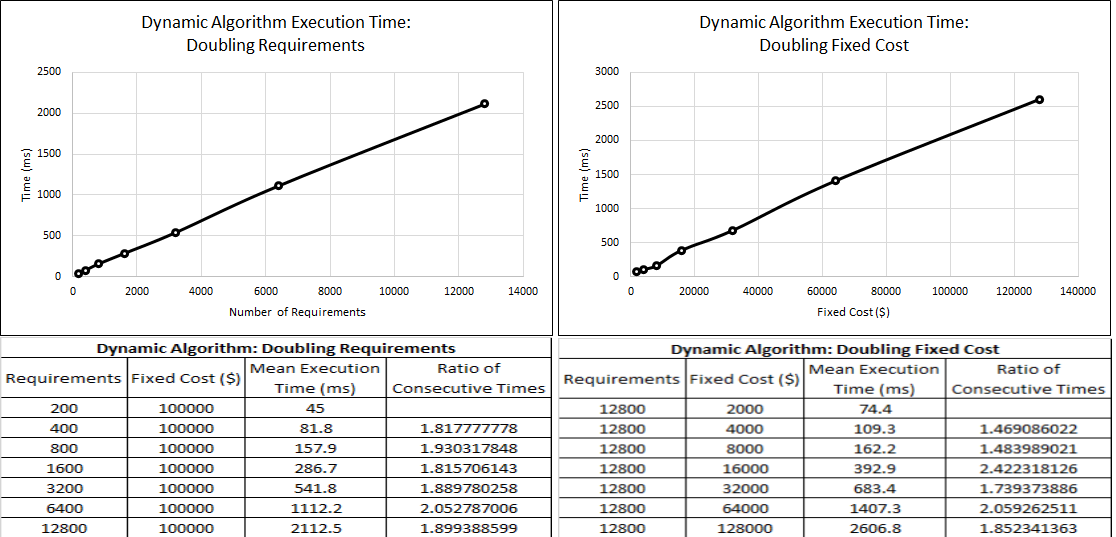 Dynamic Algorithm Execution Time:
Doubling Requirements
2500
2000
1500
1000
500
0
Time (ms)
0 2000 4000 6000 8000 10000 12000 14000
Number of Requirements
Dynamic Algorithm Execution Time:
Doubling Fixed Cost
3000
2500
2000
1500
1000
500
0
Time (ms)
0 20000 40000 60000 80000 100000 120000 140000
Fixed Cost ($)
Dynamic Algorithm: Doubling Requirements
Requirements Fixed Cost ($) Mean Execution Time (ms) Ratio of Consecutive Times
200 100000 45
400 100000 81.8 1.817777778
800 100000 157.9 1.930317848
1600 100000 286.7 1.815706143
3200 100000 541.8 1.889780258
6400 100000 1112.2 2.052787006
12800 100000 2112.5 1.899388599
Dynamic Algorithm: Doubling Fixed Cost
Requirements Fixed Cost ($) Mean Execution Time (ms) Ratio of Consecutive Times
12800 2000 74.4
12800 4000 109.3 1.469086022
12800 8000 162.2 1.483989021
12800 16000 392.9 2.422318126
12800 32000 683.4 1.739373886
12800 64000 1407.3 2.059262511
12800 128000 2606.8 1.852341363